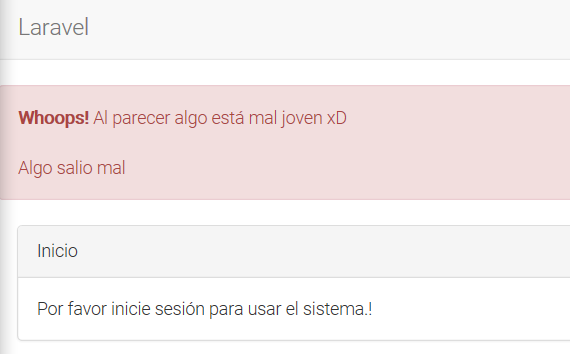 Laravel
Whoops! Al parecer algo está mal joven xD
Algo salio mal
Inicio
Por favor inicie sesión para usar el sistema.!